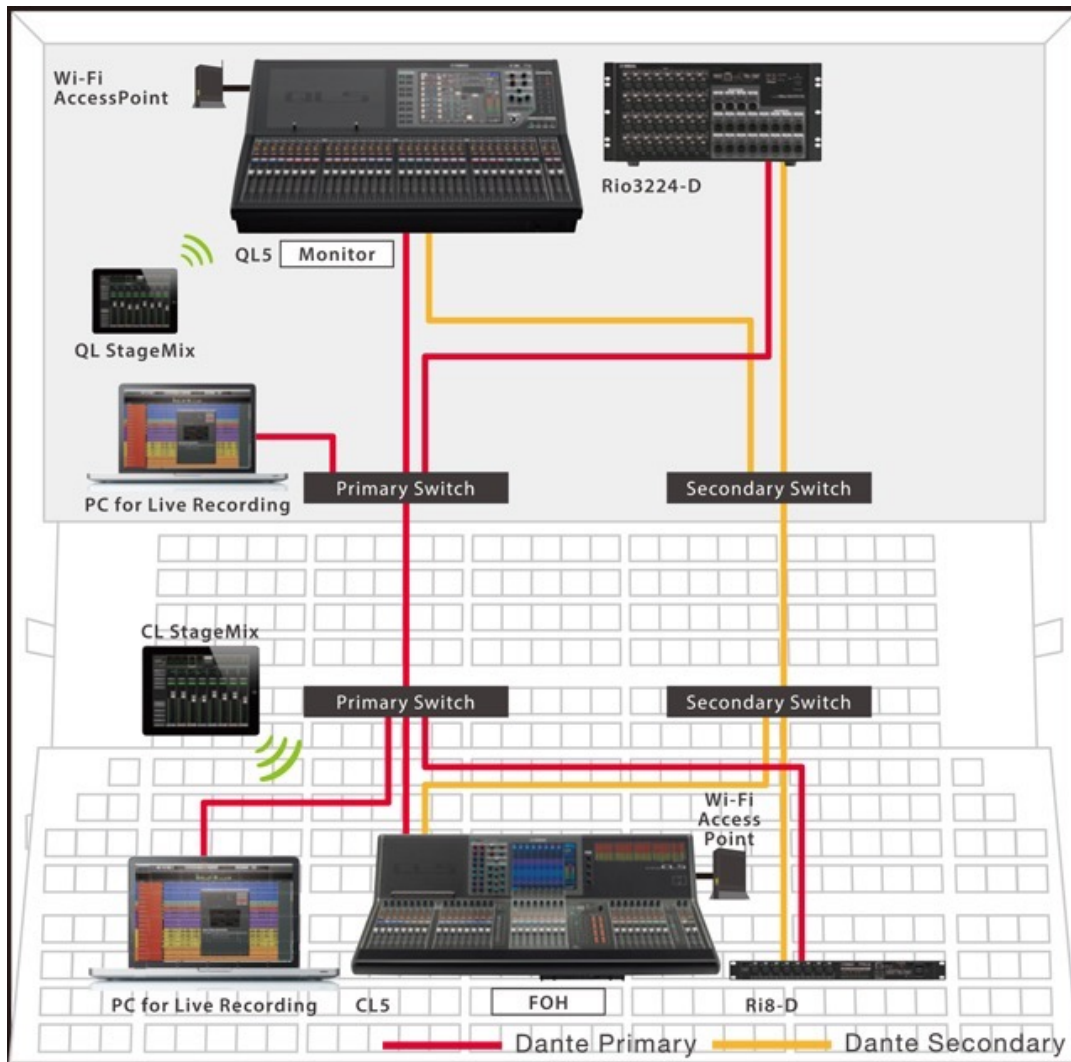 Wi-Fi
AccessPoint
Rio3224-D
QL5
Monitor
QL StageMix
PC for Live Recording
Primary Switch
Secondary Switch
CL StageMix
Primary Switch
Secondary Switch
Wi-Fi
Access
Point
PC for Live Recording
CL5
FOH
Ri8-D
Dante Primary
Dante Secondary